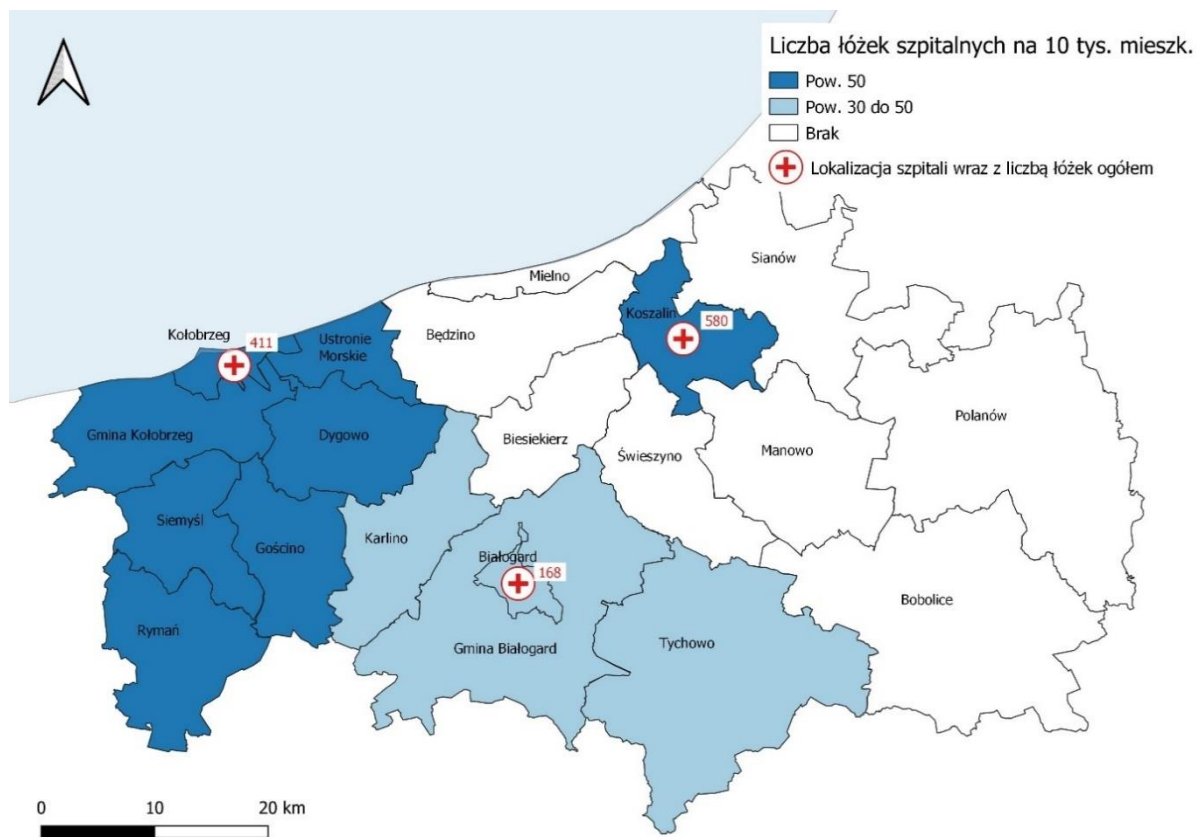 Liczba łóżek szpitalnych na 10 tys. mieszk.
Pow. 50
Pow. 30 do 50
Brak
Lokalizacja szpitali wraz z liczbą łóżek ogółem
Sianów
Mielno
Koszalin
580
Kołobrzeg
411
Ustronie
Morskie
Będzino
Polanów
Gmina Kołobrzeg
Dygowo
Biesiekierz
Świeszyno
Manowo
Siemyśl
Gościno
Karlino
Białogard
168
Bobolice
Rymań
Gmina Białogard
Tychowo
0 10 20 km